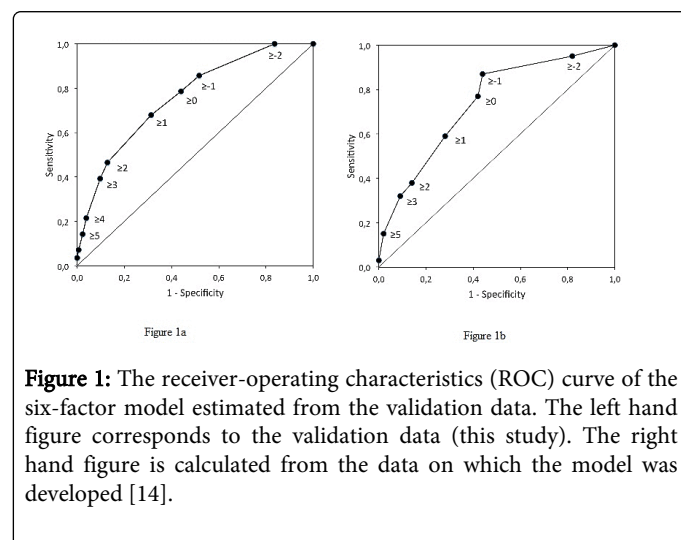 1,0
0,8
0,6
0,4
0,2
0,0
Sensitivity
≥-2
≥-1
≥0
≥1
≥2
≥3
≥4
≥5
0,0 0,2 0,4 0,6 0,8 1,0
1 - Specificity
Figure 1a
1,0
0,8
0,6
0,4
0,2
0,0
Sensitivity
≥-2
≥-1
≥0
≥1
≥2
≥3
≥5
0,0 0,2 0,4 0,6 0,8 1,0
1 - Specificity
Figure 1b
Figure 1: The receiver-operating characteristics (ROC) curve of the
six-factor model estimated from the validation data. The left hand
figure corresponds to the validation data (this study). The right
hand figure is calculated from the data on which the model was
developed [14].